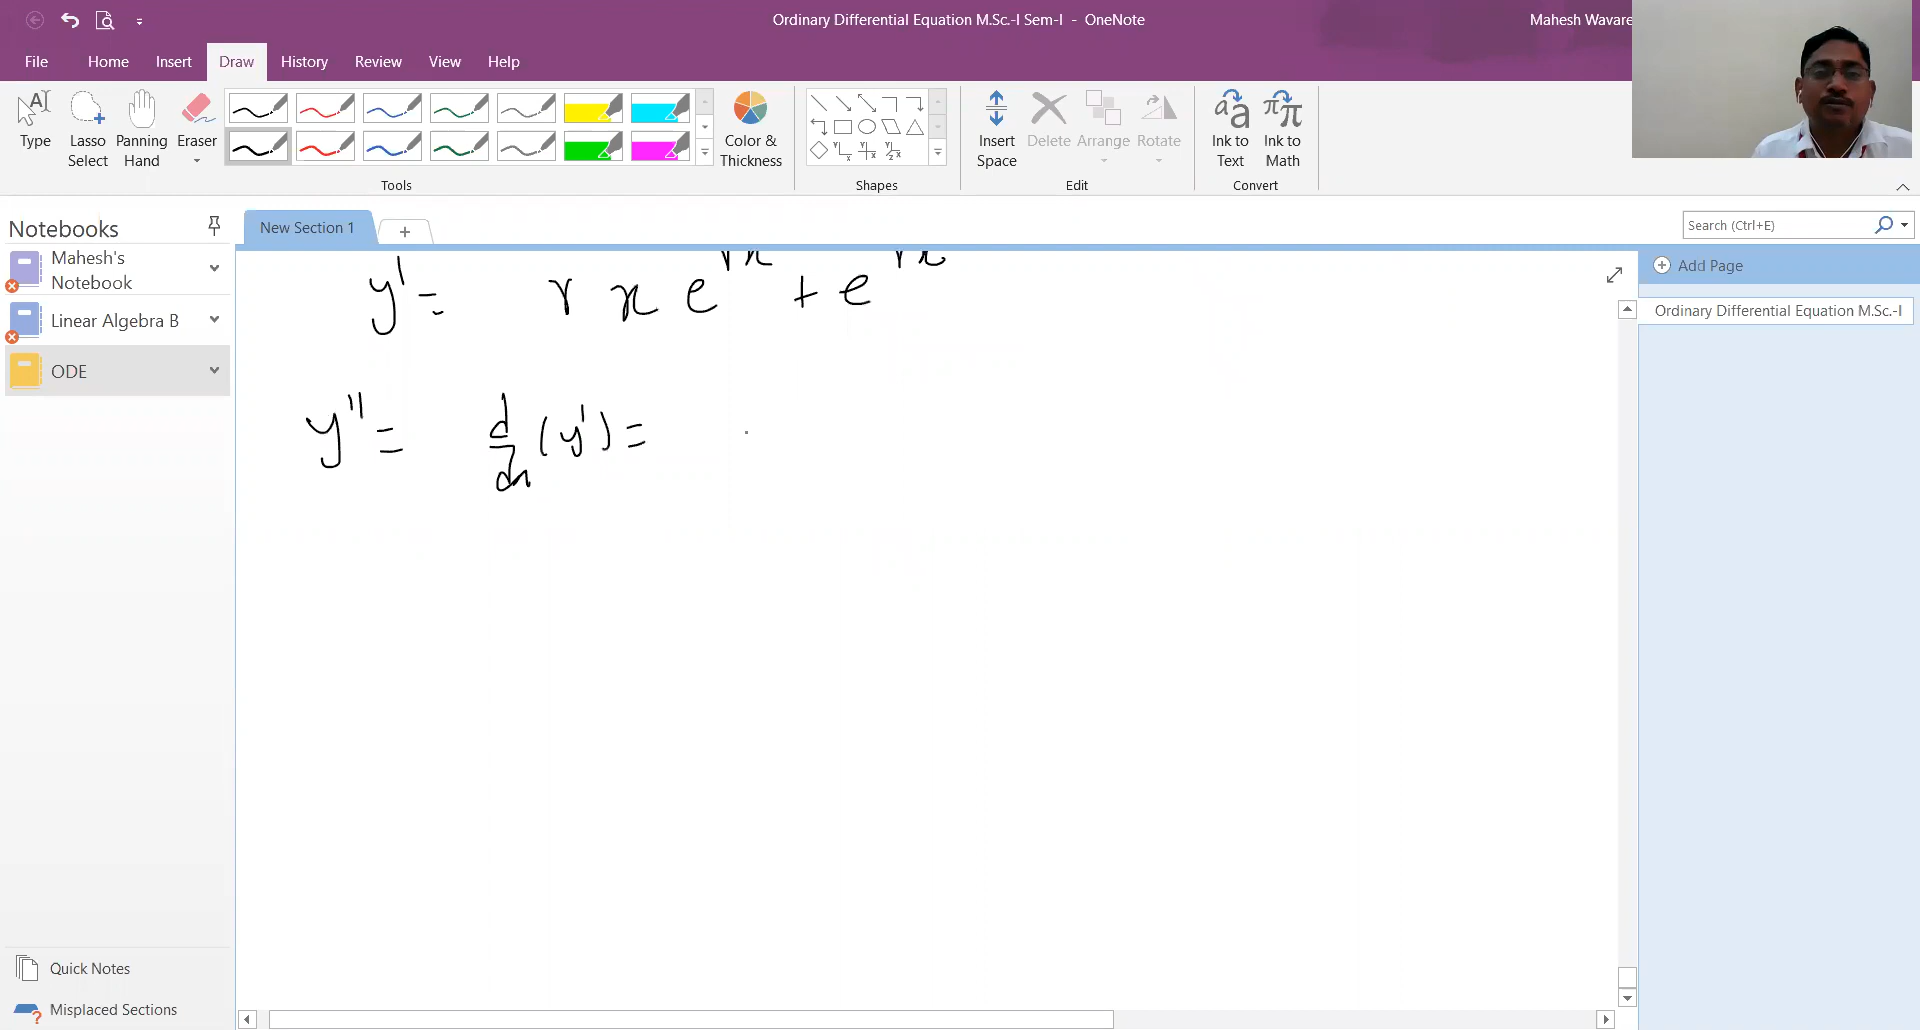 Ordinary Differential Equation M.Sc.-I Sem-I - OneNote
Mahesh Wavare
File Home Insert Draw History Review View Help
Type
Lasso Select
Panning Hand
Eraser
Color & Thickness
Insert Space
Delete
Arrange
Rotate
Ink to Text
Ink to Math
Tools
Shapes
Edit
Convert
Notebooks
New Section 1
+
Search (Ctrl+E)
Mahesh's Notebook
Linear Algebra B
ODE
Add Page
Ordinary Differential Equation M.Sc.-I
y' = r x e^{rx} + e^{rx}
y'' = d/dx (y') =
Quick Notes
Misplaced Sections